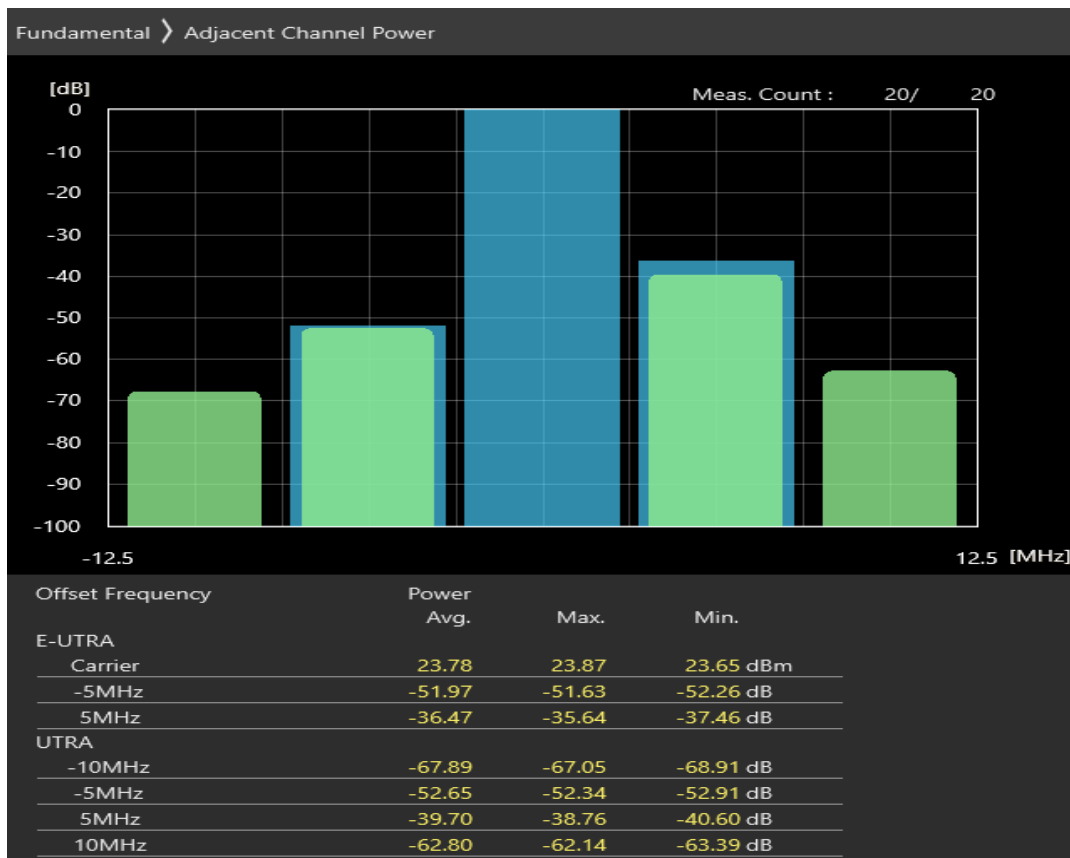 Fundamental 》 Adjacent Channel Power
[dB]
Meas. Count : 20/ 20
0
-10
-20
-30
-40
-50
-60
-70
-80
-90
-100
-12.5 12.5 [MHz]
Offset Frequency Power
Avg. Max. Min.
E-UTRA
Carrier 23.78 23.87 23.65 dBm
-5MHz -51.97 -51.63 -52.26 dB
5MHz -36.47 -35.64 -37.46 dB
UTRA
-10MHz -67.89 -67.05 -68.91 dB
-5MHz -52.65 -52.34 -52.91 dB
5MHz -39.70 -38.76 -40.60 dB
10MHz -62.80 -62.14 -63.39 dB